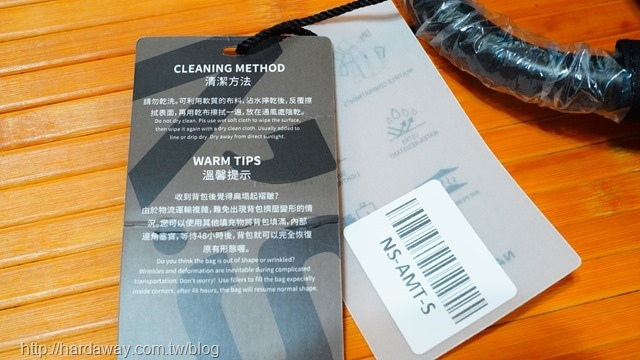 CLEANING METHOD
清潔方法
請勿乾洗。可利用軟質的布料,沾水擰乾後,反覆擦
拭表面,再用乾布擦拭一遍,放在通風處陰乾。
Do not dry clean. Pls use wet soft cloth to wipe the surface,
then wipe it again with a dry clean cloth. Usually added to
line or drip dry. Dry away from direct sunlight.
WARM TIPS
溫馨提示
收到背包後覺得扁塌起褶皺?
由於物流運輸複雜,難免出現背包擠壓變形的情
況。您可以使用其他填充物將背包填滿,內部
邊角塞實,等待48小時後,背包就可以完全恢復
原有形態喔。
Do you think the bag is out of shape or wrinkled?
Wrinkles and deformation are inevitable during complicated
transportation. Don't worry! Use fillers to fill the bag expecially
inside corners, after 48 hours, the bag will resume normal shape.
NS-AMT-S
http://hardaway.com.tw/blog